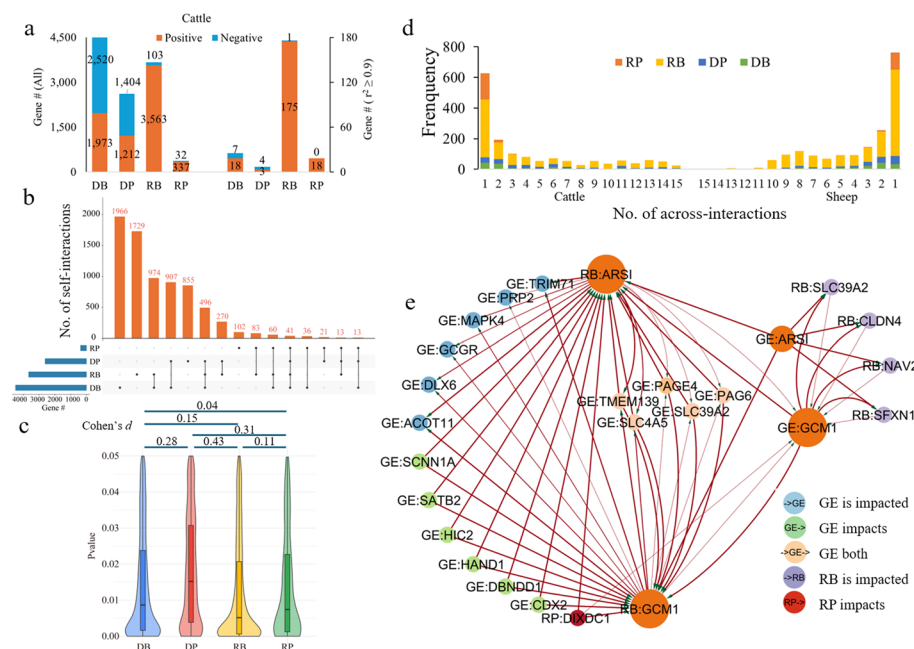 a
Cattle
Positive
Negative
Gene # (All)
4,500
3,000
1,500
0
2,520
1,973
1,404
1,212
103
3,563
32
337
7
18
4
3
1
175
0
18
180
120
60
0
Gene # ( r² ≥ 0.9)
DB DP RB RP DB DP RB RP
b
No. of self-interactions
2000
1500
1000
500
0
1966
1729
974
907
855
496
270
102
83
60
41
36
21
13
13
RP
DP
RB
DB
4000 3000 2000 1000 0
Gene #
c
Cohen's d
0.04
0.15
0.31
0.28
0.43
0.11
Pvalue
0.05
0.04
0.03
0.02
0.01
0.00
DB DP RB RP
d
Frenquency
800
600
400
200
0
RP RB DP DB
1 2 3 4 5 6 7 8 9 10 11 12 13 14 15 15 14 13 12 11 10 9 8 7 6 5 4 3 2 1
Cattle Sheep
No. of across-interactions
e
RB:ARSI
GE:TRIM71
GE:PRP2
GE:MAPK4
GE:GCGR
GE:DLX6
GE:ACOT11
GE:SCNN1A
GE:SATB2
GE:HIC2
GE:HAND1
GE:DBNDD1
GE:CDX2
RP:DIXDC1
RB:GCM1
GE:PAGE4
GE:TMEM139
GE:PAG6
GE:SLC39A2
GE:SLC4A5
RB:SLC39A2
RB:CLDN4
GE:ARSI
RB:NAV2
RB:SFXN1
GE:GCM1
->GE GE is impacted
GE-> GE impacts
->GE-> GE both
->RB RB is impacted
RP-> RP impacts